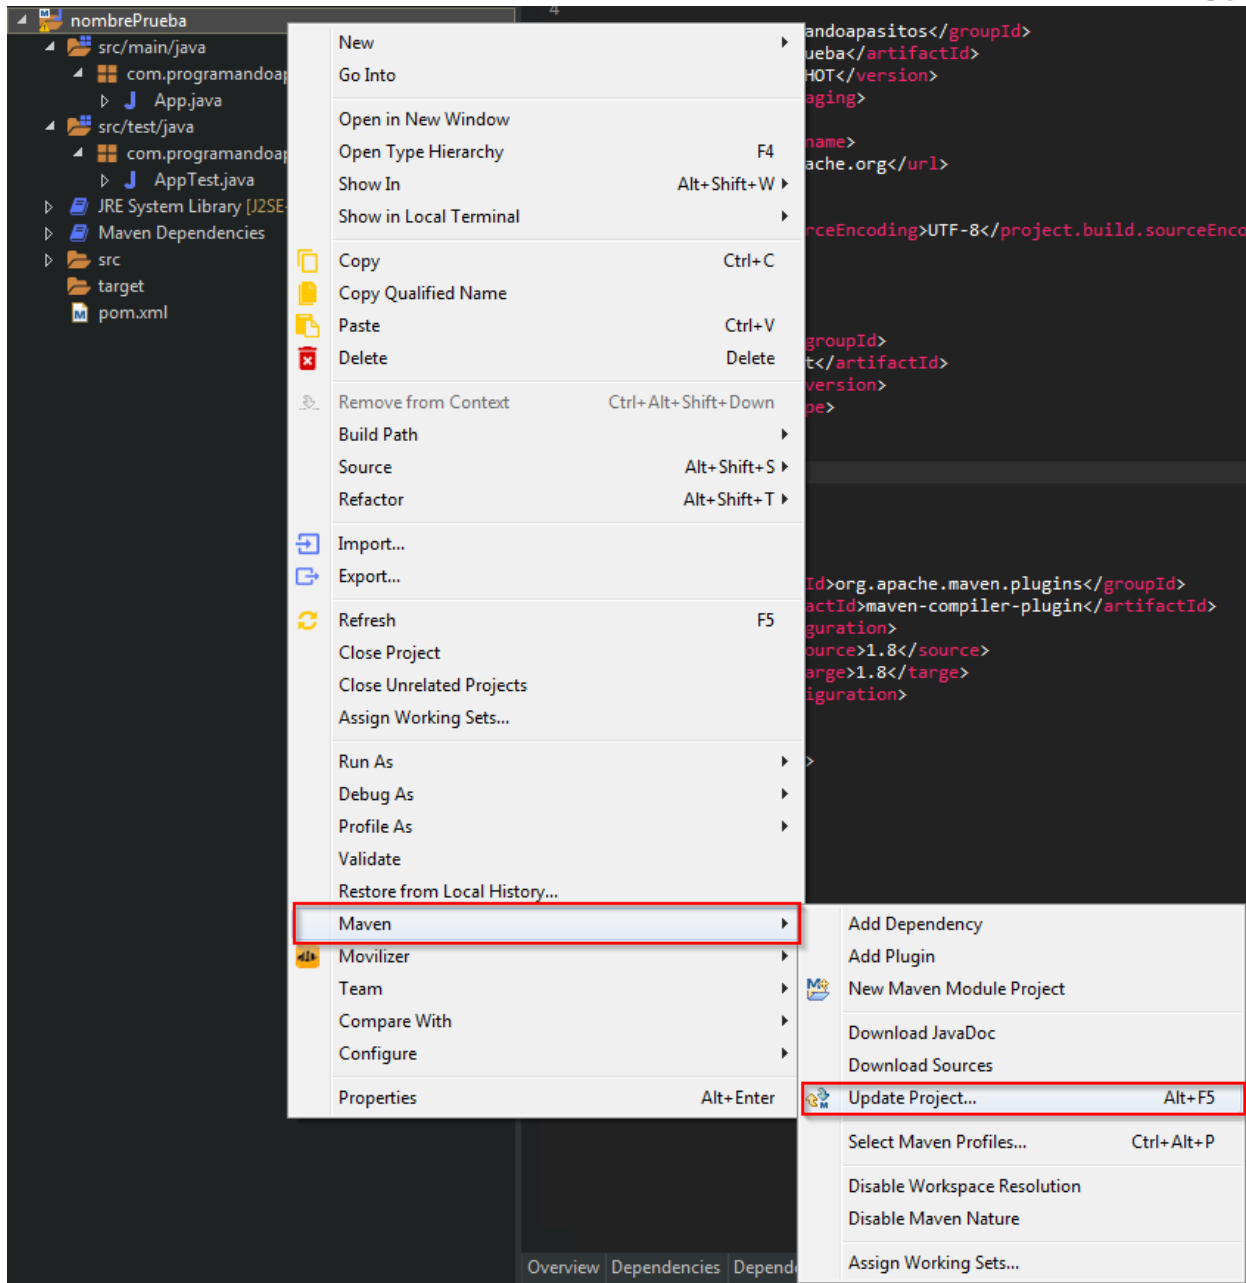 nombrePrueba
src/main/java
com.programandoap
App.java
src/test/java
com.programandoap
AppTest.java
JRE System Library [J2SE-
Maven Dependencies
src
target
pom.xml
New
Go Into
Open in New Window
Open Type Hierarchy F4
Show In Alt+Shift+W
Show in Local Terminal
Copy Ctrl+C
Copy Qualified Name
Paste Ctrl+V
Delete Delete
Remove from Context Ctrl+Alt+Shift+Down
Build Path
Source Alt+Shift+S
Refactor Alt+Shift+T
Import...
Export...
Refresh F5
Close Project
Close Unrelated Projects
Assign Working Sets...
Run As
Debug As
Profile As
Validate
Restore from Local History...
Maven
Movilizer
Team
Compare With
Configure
Properties Alt+Enter
4
andoapasitos</groupId>
ueba</artifactId>
HOT</version>
aging>
name>
ache.org</url>
rceEncoding>UTF-8</project.build.sourceEnco
groupId>
t</artifactId>
version>
pe>
Id>org.apache.maven.plugins</groupId>
actId>maven-compiler-plugin</artifactId>
guration>
ource>1.8</source>
arge>1.8</targe>
iguration>
>
Add Dependency
Add Plugin
New Maven Module Project
Download JavaDoc
Download Sources
Update Project... Alt+F5
Select Maven Profiles... Ctrl+Alt+P
Disable Workspace Resolution
Disable Maven Nature
Assign Working Sets...
Overview Dependencies Depend